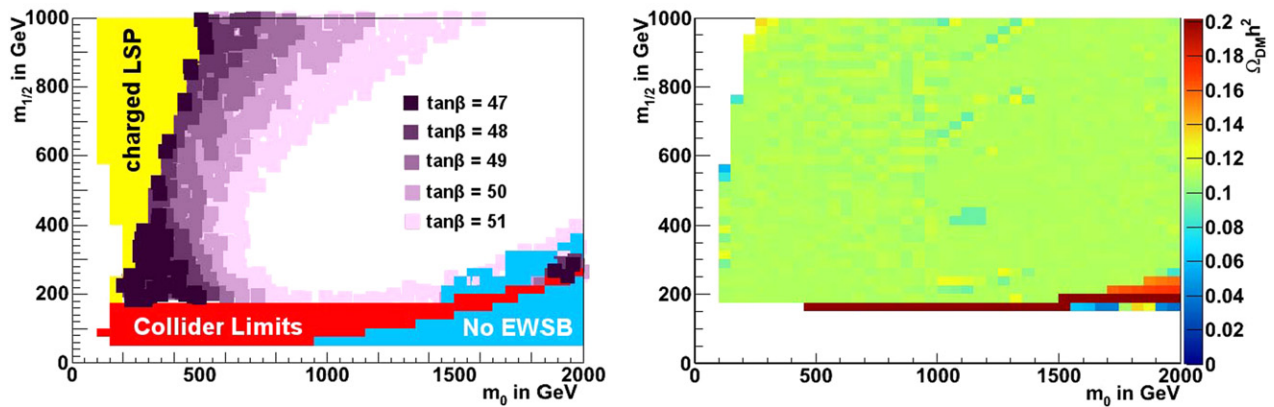 m1/2 in GeV
1000
800
600
400
200
0
0
500
1000
1500
2000
m0 in GeV
charged LSP
tanβ = 47
tanβ = 48
tanβ = 49
tanβ = 50
tanβ = 51
Collider Limits
No EWSB
m1/2 in GeV
1000
800
600
400
200
0
0
500
1000
1500
2000
m0 in GeV
0.2
0.18
0.16
0.14
0.12
0.1
0.08
0.06
0.04
0.02
0
ΩDMh²